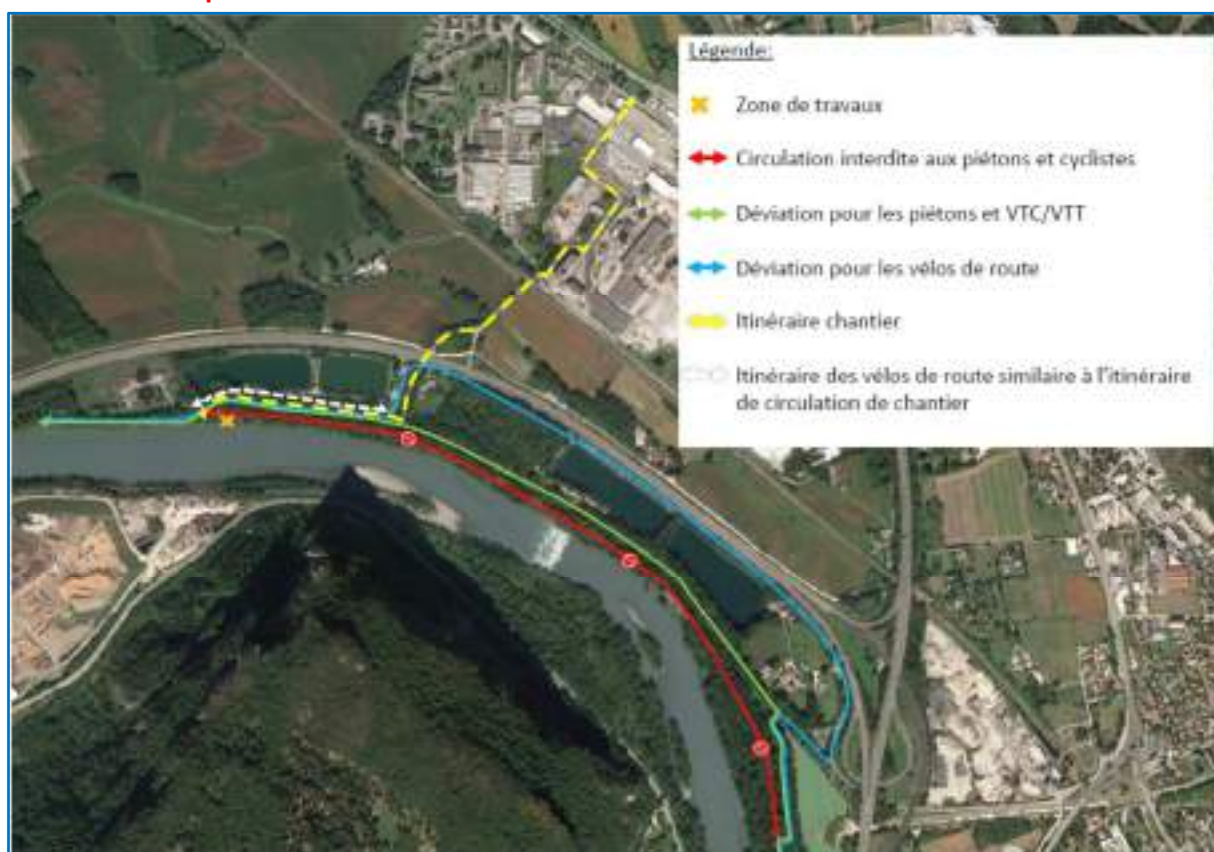 Légende:
Zone de travaux
Circulation interdite aux piétons et cyclistes
Déviation pour les piétons et VTC/VTT
Déviation pour les vélos de route
Itinéraire chantier
Itinéraire des vélos de route similaire à l'itinéraire
de circulation de chantier